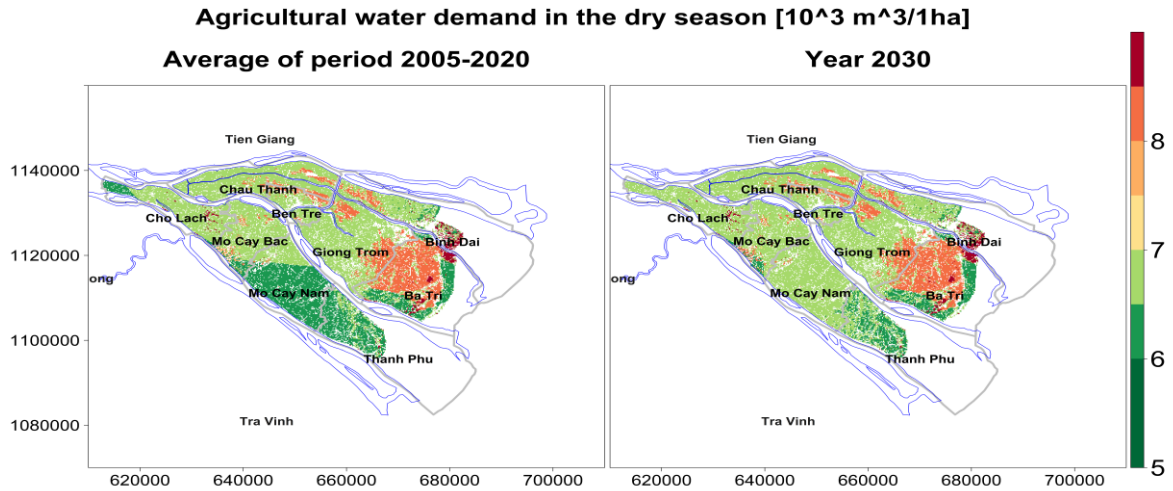 Agricultural water demand in the dry season [10^3 m^3/1ha]
Average of period 2005-2020
Year 2030
1140000
1120000
1100000
1080000
Tien Giang
Chau Thanh
Cho Lach
Ben Tre
Mo Cay Bac
Giong Trom
Binh Dai
ong
Mo Cay Nam
Ba Tri
Thanh Phu
Tra Vinh
620000
640000
660000
680000
700000
Tien Giang
Chau Thanh
Cho Lach
Ben Tre
Mo Cay Bac
Giong Trom
Binh Dai
ong
Mo Cay Nam
Ba Tri
Thanh Phu
Tra Vinh
620000
640000
660000
680000
700000
8
7
6
5